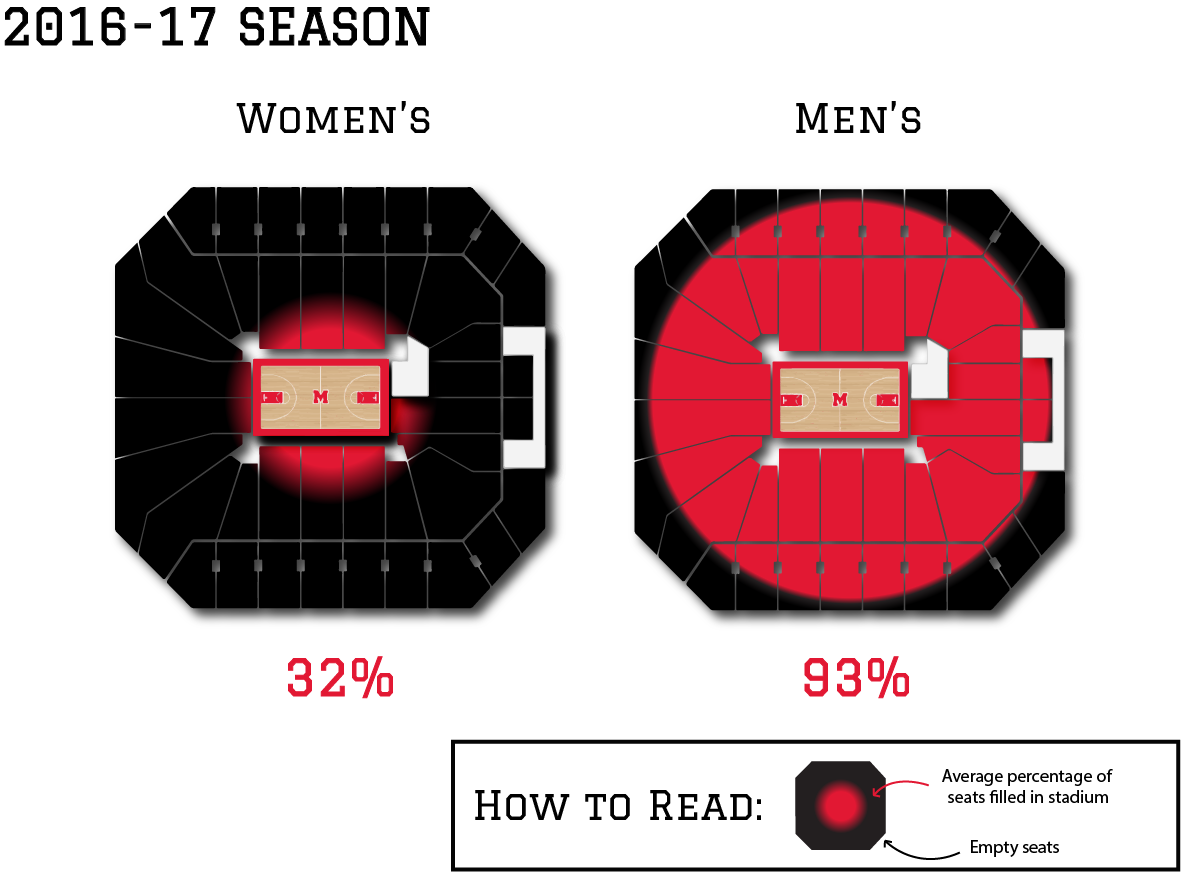 2016-17 SEASON
WOMEN'S
MEN'S
M
M
32%
93%
HOW TO READ:
Average percentage of
seats filled in stadium
Empty seats